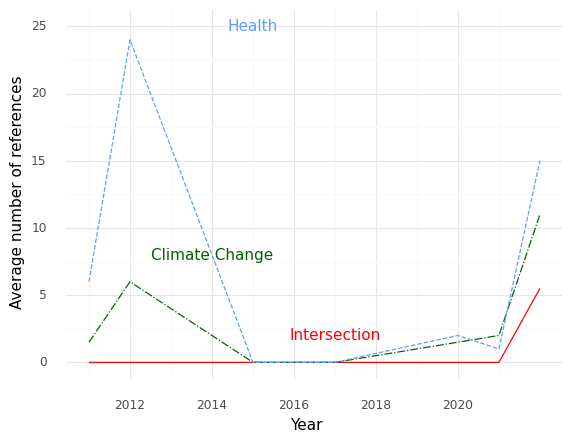 25
Health
20
15
10
Climate Change
5
Intersection
0
Average number of references
2012 2014 2016 2018 2020
Year